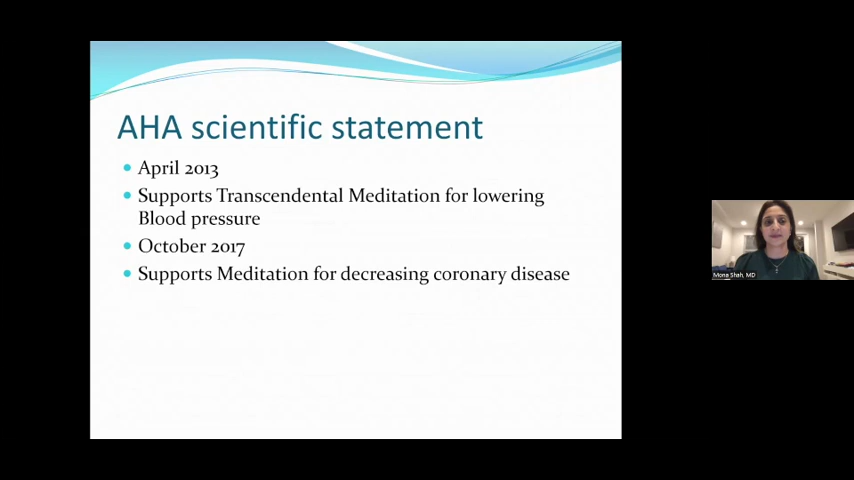 AHA scientific statement
April 2013
Supports Transcendental Meditation for lowering
Blood pressure
October 2017
Supports Meditation for decreasing coronary disease
Mona Shah, MD